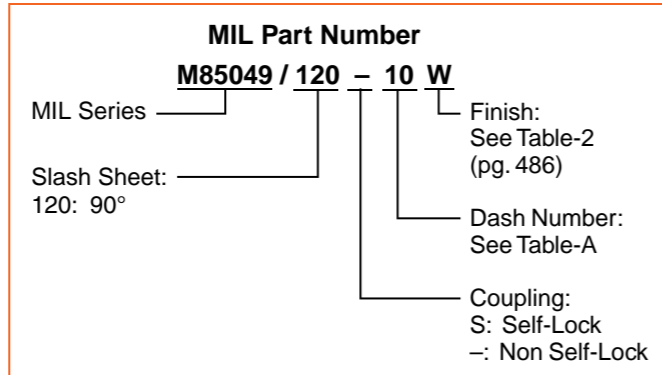 MIL Part Number
M85049 / 120 – 10 W
MIL Series
Finish:
See Table-2
(pg. 486)
Slash Sheet:
120: 90°
Dash Number:
See Table-A
Coupling:
S: Self-Lock
–: Non Self-Lock